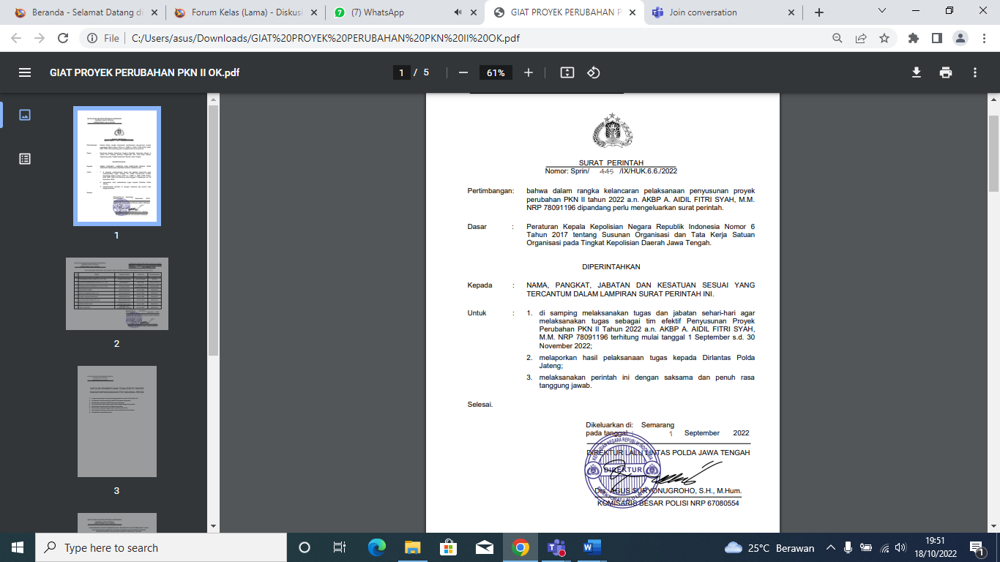 Beranda - Selamat Datang di
Forum Kelas (Lama) - Diskusi
(7) WhatsApp
GIAT PROYEK PERUBAHAN P
Join conversation
File
C:/Users/asus/Downloads/GIAT%20PROYEK%20PERUBAHAN%20PKN%20II%20OK.pdf
GIAT PROYEK PERUBAHAN PKN II OK.pdf
1 / 5
61%
1
2
3
SURAT PERINTAH
Nomor: Sprin/ 445 /IX/HUK.6.6./2022
Pertimbangan: bahwa dalam rangka kelancaran pelaksanaan penyusunan proyek
perubahan PKN II tahun 2022 a.n. AKBP A. AIDIL FITRI SYAH, M.M.
NRP 78091196 dipandang perlu mengeluarkan surat perintah.
Dasar : Peraturan Kepala Kepolisian Negara Republik Indonesia Nomor 6
Tahun 2017 tentang Susunan Organisasi dan Tata Kerja Satuan
Organisasi pada Tingkat Kepolisian Daerah Jawa Tengah.
DIPERINTAHKAN
Kepada : NAMA, PANGKAT, JABATAN DAN KESATUAN SESUAI YANG
TERCANTUM DALAM LAMPIRAN SURAT PERINTAH INI.
Untuk : 1. di samping melaksanakan tugas dan jabatan sehari-hari agar
melaksanakan tugas sebagai tim efektif Penyusunan Proyek
Perubahan PKN II Tahun 2022 a.n. AKBP A. AIDIL FITRI SYAH,
M.M. NRP 78091196 terhitung mulai tanggal 1 September s.d. 30
November 2022;
2. melaporkan hasil pelaksanaan tugas kepada Dirlantas Polda
Jateng;
3. melaksanakan perintah ini dengan saksama dan penuh rasa
tanggung jawab.
Selesai.
Dikeluarkan di: Semarang
pada tanggal : 1 September 2022
DIREKTUR LALU LINTAS POLDA JAWA TENGAH
KEPOLISIAN NEGARA REPUBLIK INDONESIA
DIREKTUR
DIREKTORAT LALU LINTAS
Drs. AGUS SURYONUGROHO, S.H., M.Hum.
KOMISARIS BESAR POLISI NRP 67080554
Type here to search
25°C Berawan
19:51
18/10/2022
1